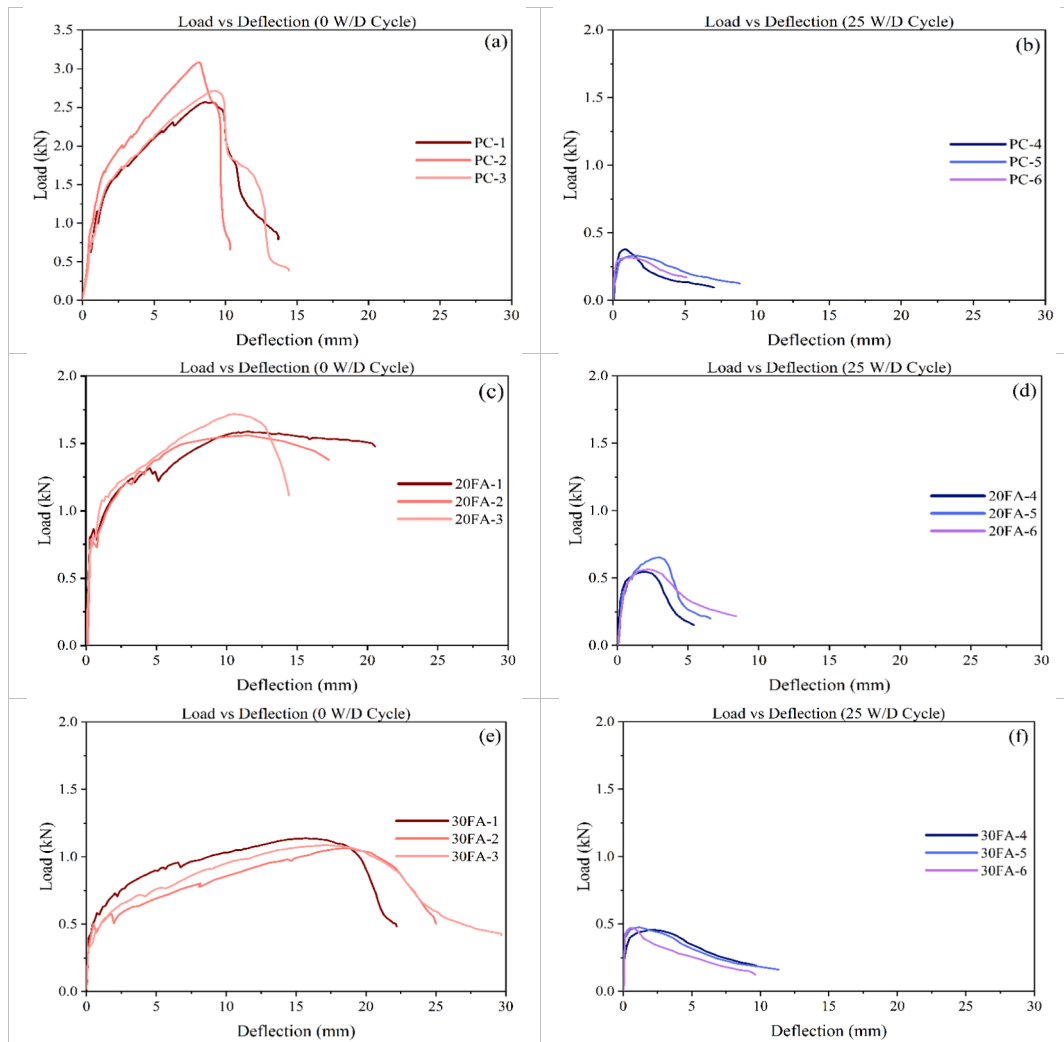 Load vs Deflection (0 W/D Cycle)
(a)
3.5
3.0
2.5
2.0
1.5
1.0
0.5
0.0
Load (kN)
PC-1
PC-2
PC-3
0 5 10 15 20 25 30
Deflection (mm)
Load vs Deflection (25 W/D Cycle)
(b)
2.0
1.5
1.0
0.5
0.0
Load (kN)
PC-4
PC-5
PC-6
0 5 10 15 20 25 30
Deflection (mm)
Load vs Deflection (0 W/D Cycle)
(c)
2.0
1.5
1.0
0.5
0.0
Load (kN)
20FA-1
20FA-2
20FA-3
0 5 10 15 20 25 30
Deflection (mm)
Load vs Deflection (25 W/D Cycle)
(d)
2.0
1.5
1.0
0.5
0.0
Load (kN)
20FA-4
20FA-5
20FA-6
0 5 10 15 20 25 30
Deflection (mm)
Load vs Deflection (0 W/D Cycle)
(e)
2.0
1.5
1.0
0.5
0.0
Load (kN)
30FA-1
30FA-2
30FA-3
0 5 10 15 20 25 30
Deflection (mm)
Load vs Deflection (25 W/D Cycle)
(f)
2.0
1.5
1.0
0.5
0.0
Load (kN)
30FA-4
30FA-5
30FA-6
0 5 10 15 20 25 30
Deflection (mm)